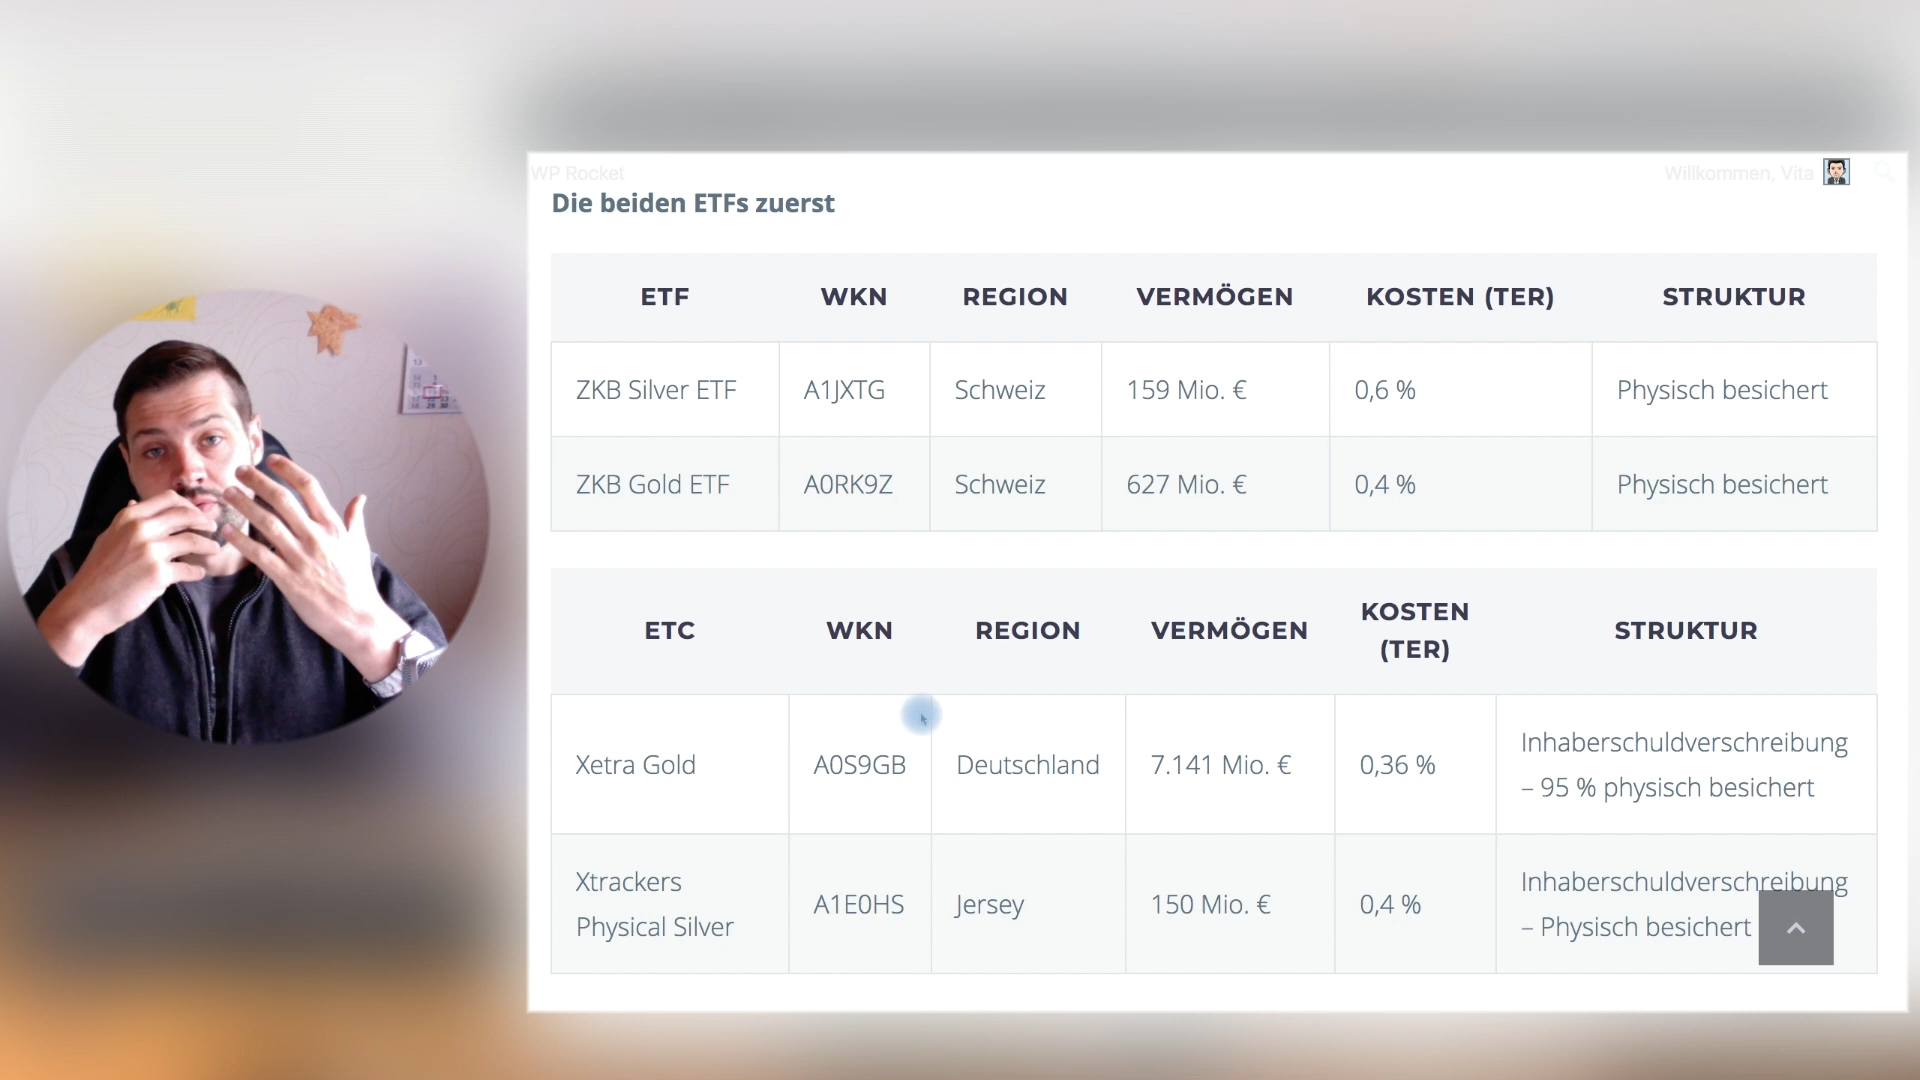 WP Rocket
Willkommen, Vita
Die beiden ETFs zuerst
ETF WKN REGION VERMÖGEN KOSTEN (TER) STRUKTUR
ZKB Silver ETF A1JXTG Schweiz 159 Mio. € 0,6 % Physisch besichert
ZKB Gold ETF A0RK9Z Schweiz 627 Mio. € 0,4 % Physisch besichert
ETC WKN REGION VERMÖGEN KOSTEN (TER) STRUKTUR
Xetra Gold A0S9GB Deutschland 7.141 Mio. € 0,36 % Inhaberschuldverschreibung – 95 % physisch besichert
Xtrackers Physical Silver A1E0HS Jersey 150 Mio. € 0,4 % Inhaberschuldverschreibung – Physisch besichert